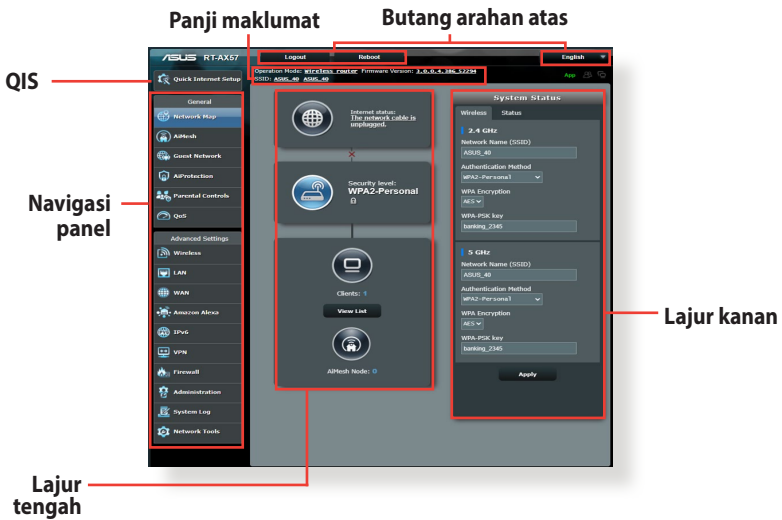 Panji maklumat
Butang arahan atas
QIS
Navigasi
panel
Lajur
tengah
Lajur kanan
ASUS RT-AX57
Logout
Reboot
English
Quick Internet Setup
Operation Mode: Wireless router Firmware Version: 3.0.0.4.386_52294
SSID: ASUS_40 ASUS_40
App
General
Network Map
AiMesh
Guest Network
AiProtection
Parental Controls
QoS
Advanced Settings
Wireless
LAN
WAN
Amazon Alexa
IPv6
VPN
Firewall
Administration
System Log
Network Tools
Internet status:
The network cable is
unplugged.
Security level:
WPA2-Personal
Clients: 1
View List
AiMesh Node: 0
System Status
Wireless
Status
2.4 GHz
Network Name (SSID)
ASUS_40
Authentication Method
WPA2-Personal
WPA Encryption
AES
WPA-PSK key
banking_2345
5 GHz
Network Name (SSID)
ASUS_40
Authentication Method
WPA2-Personal
WPA Encryption
AES
WPA-PSK key
banking_2345
Apply